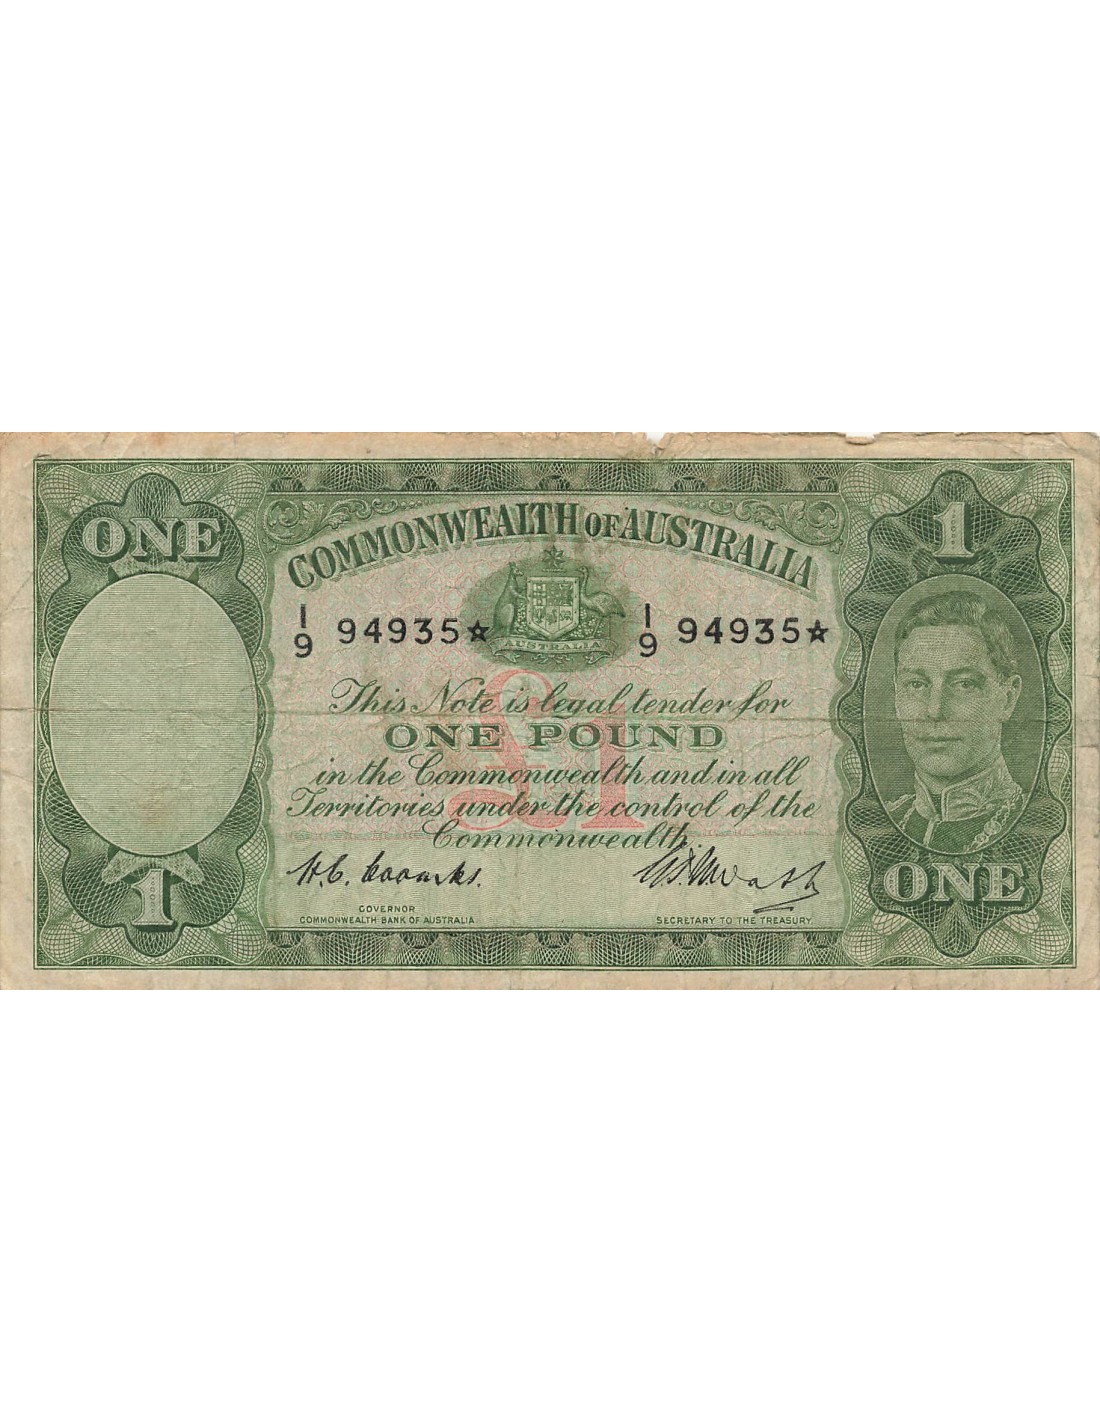 ONE
1
COMMONWEALTH OF AUSTRALIA
I/9 94935☆ I/9 94935☆
AUSTRALIA
£1
This Note is legal tender for
ONE POUND
in the Commonwealth and in all
Territories under the control of the
Commonwealth.
H.C. Coombs.
GOVERNOR
COMMONWEALTH BANK OF AUSTRALIA
SECRETARY TO THE TREASURY.
1
ONE